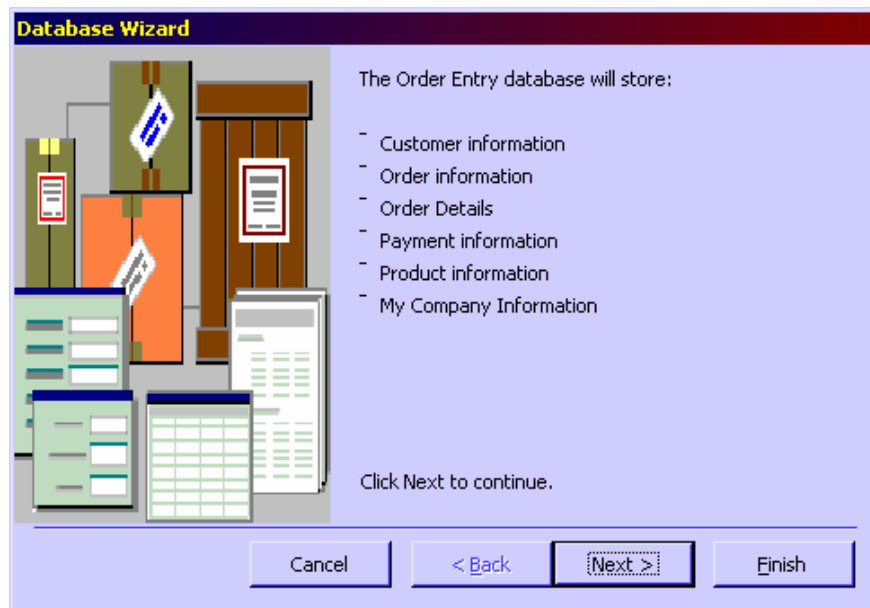 Database Wizard
The Order Entry database will store:
- Customer information
- Order information
- Order Details
- Payment information
- Product information
- My Company Information
Click Next to continue.
Cancel
< Back
Next >
Finish